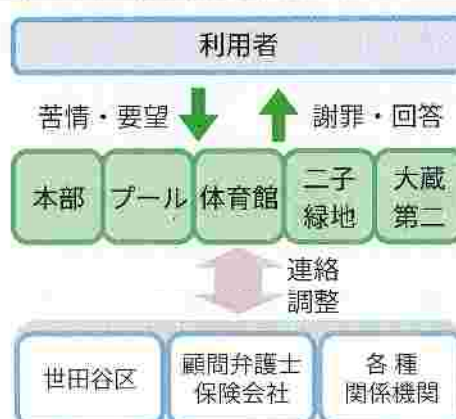 利用者
苦情・要望
謝罪・回答
本部
プール
体育館
二子
緑地
大蔵
第二
連絡
調整
世田谷区
顧問弁護士
保険会社
各種
関係機関